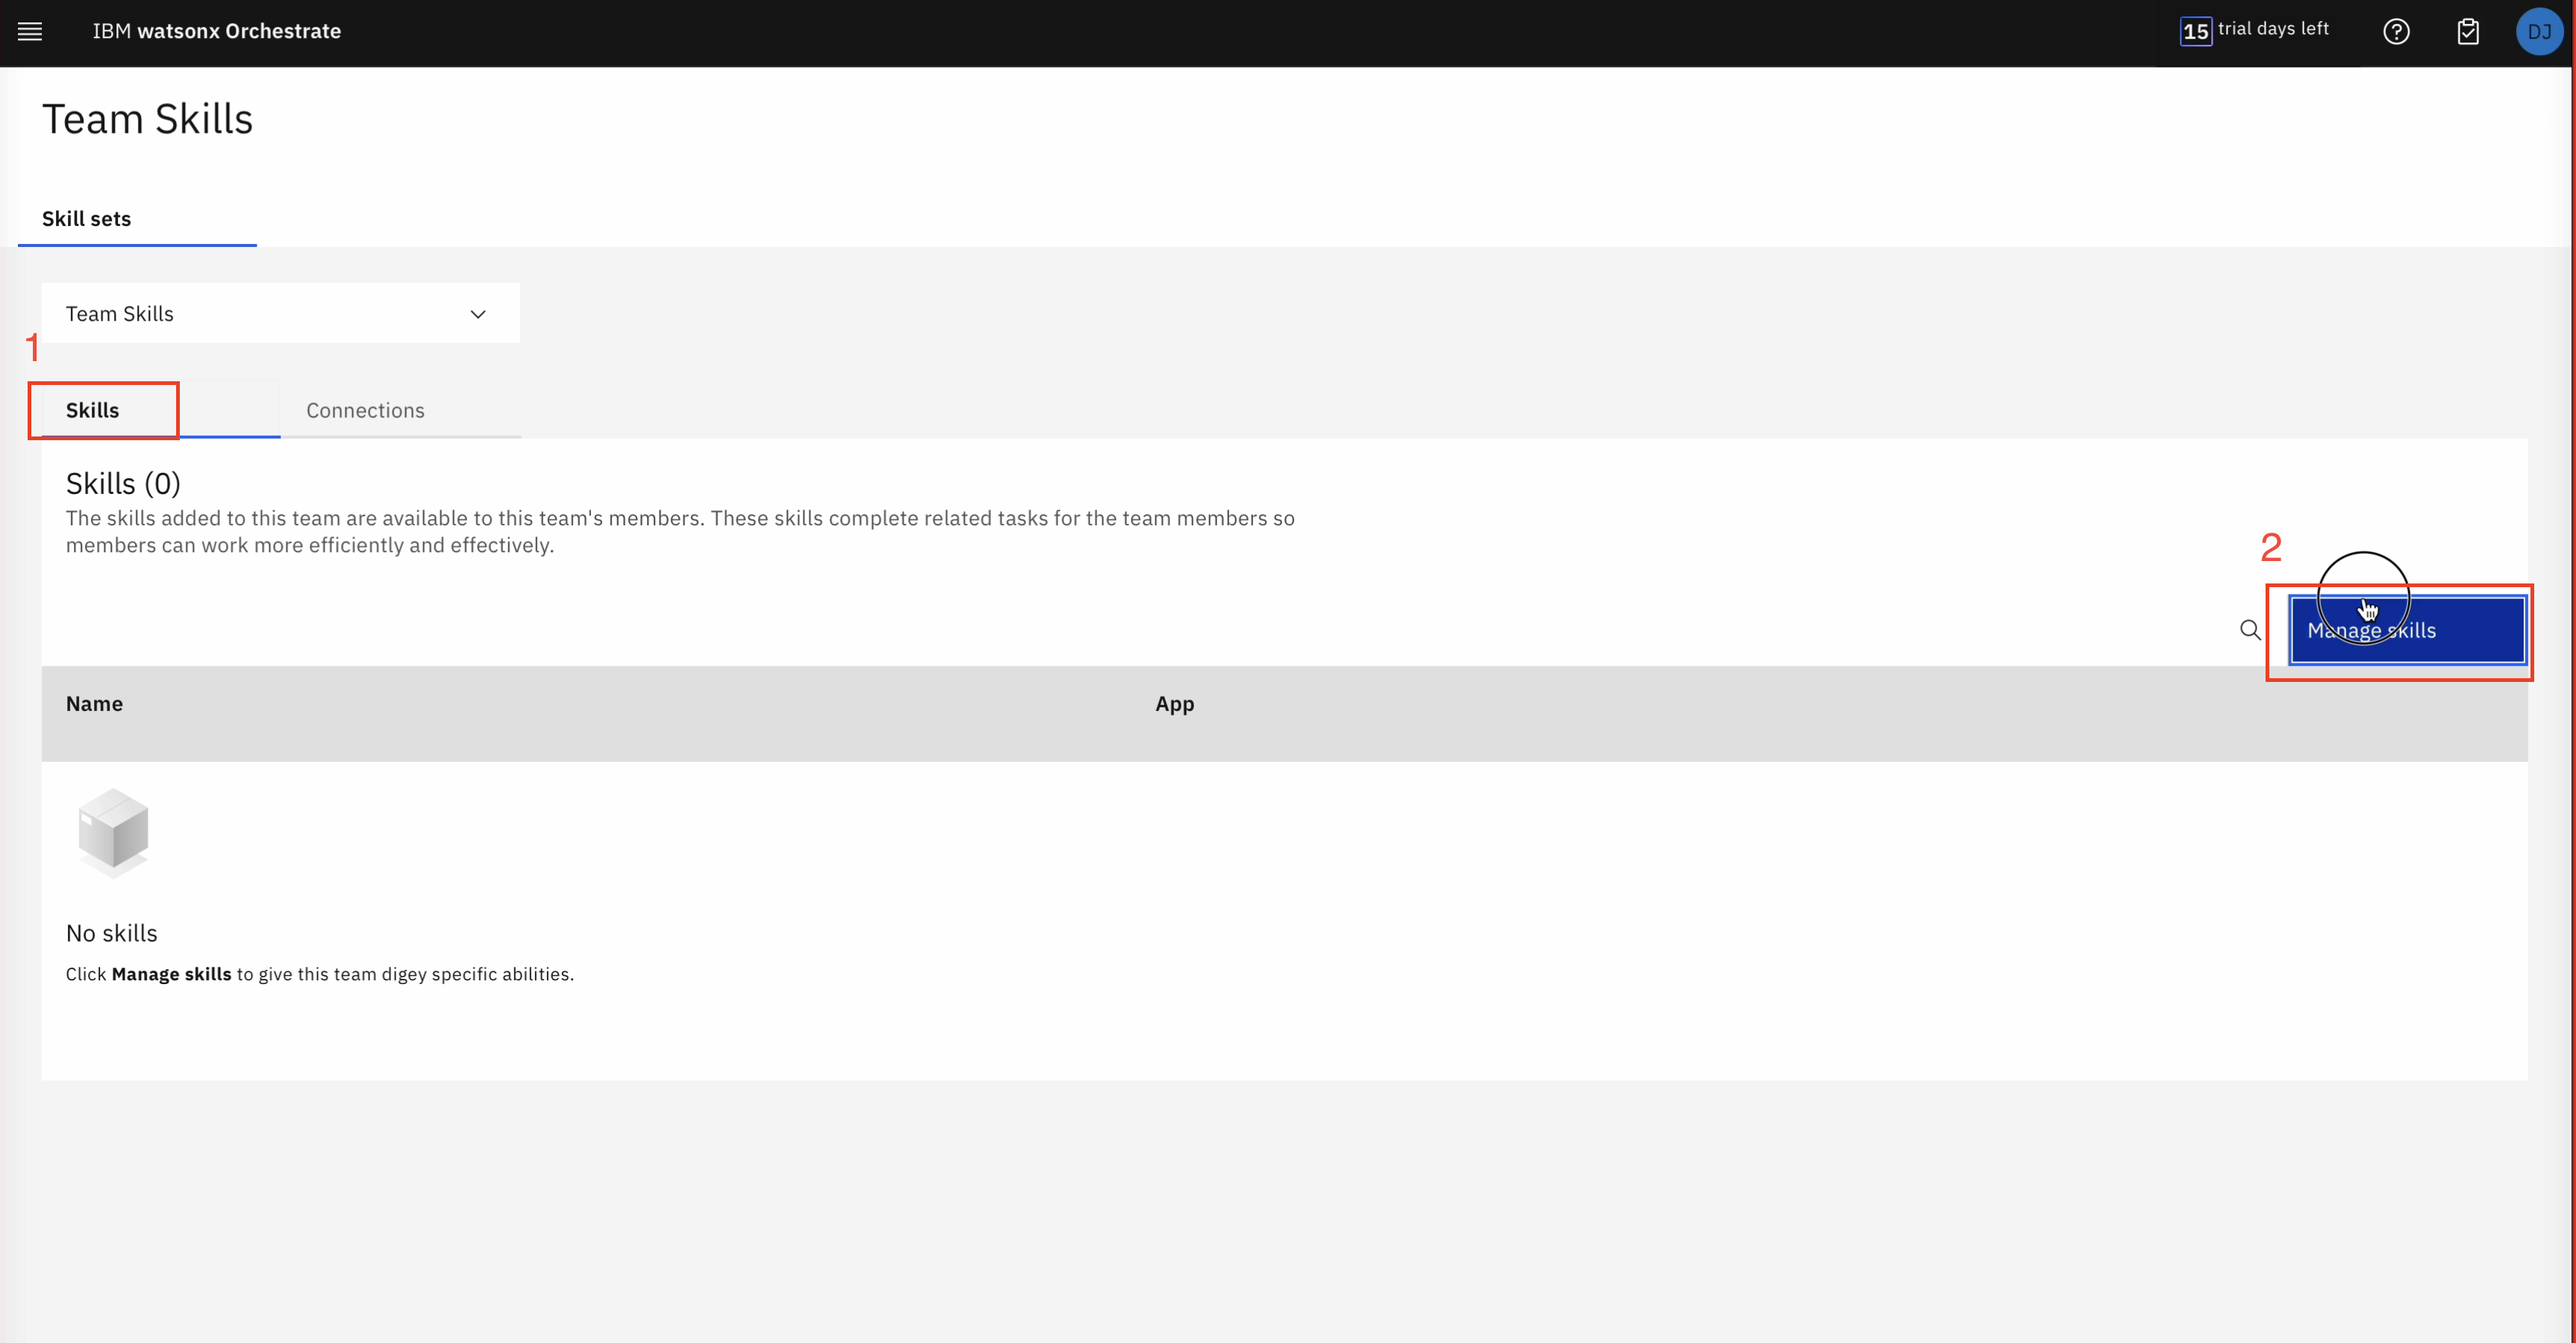 IBM watsonx Orchestrate
15 trial days left
DJ
Team Skills
Skill sets
Team Skills
1
Skills
Connections
Skills (0)
The skills added to this team are available to this team's members. These skills complete related tasks for the team members so
members can work more efficiently and effectively.
2
Manage skills
Name
App
No skills
Click Manage skills to give this team digey specific abilities.